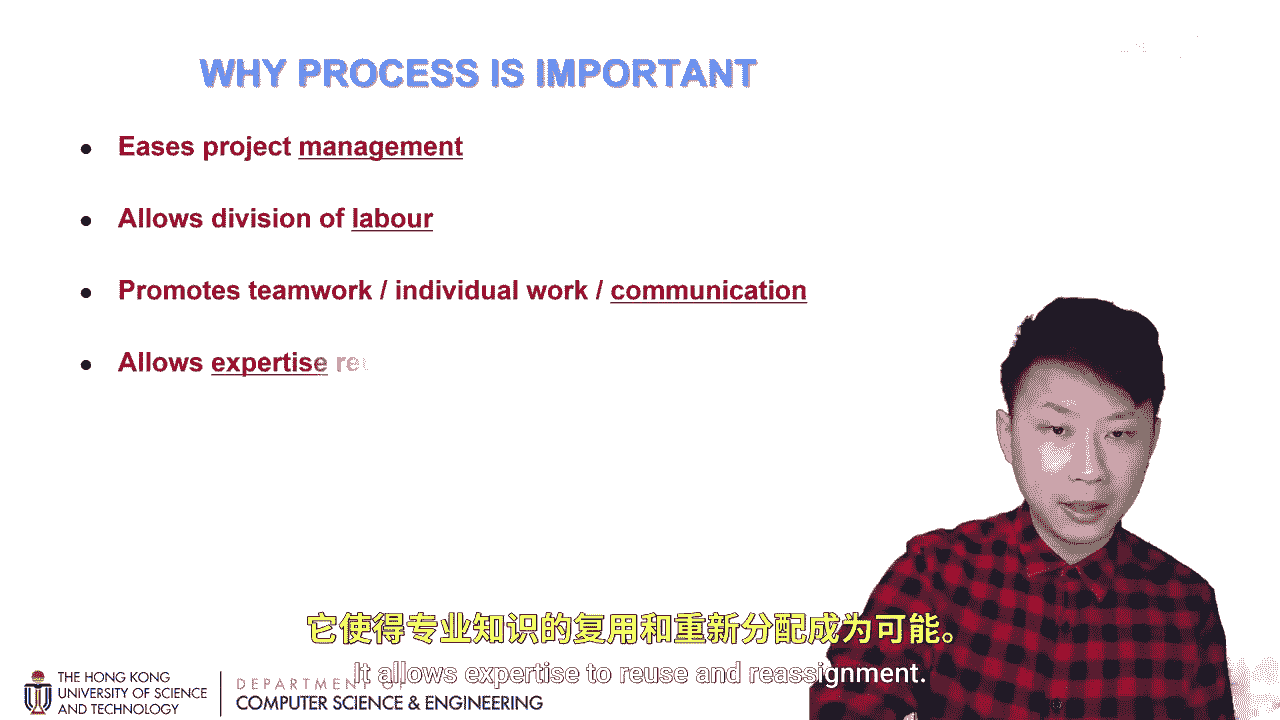 WHY PROCESS IS IMPORTANT
• Eases project management
• Allows division of labour
• Promotes teamwork / individual work / communication
• Allows expertise
它使得专业知识的复用和重新分配成为可能。
It allows expertise to reuse and reassignment.
THE HONG KONG
UNIVERSITY OF SCIENCE
AND TECHNOLOGY
DEPARTMENT OF
COMPUTER SCIENCE & ENGINEERING